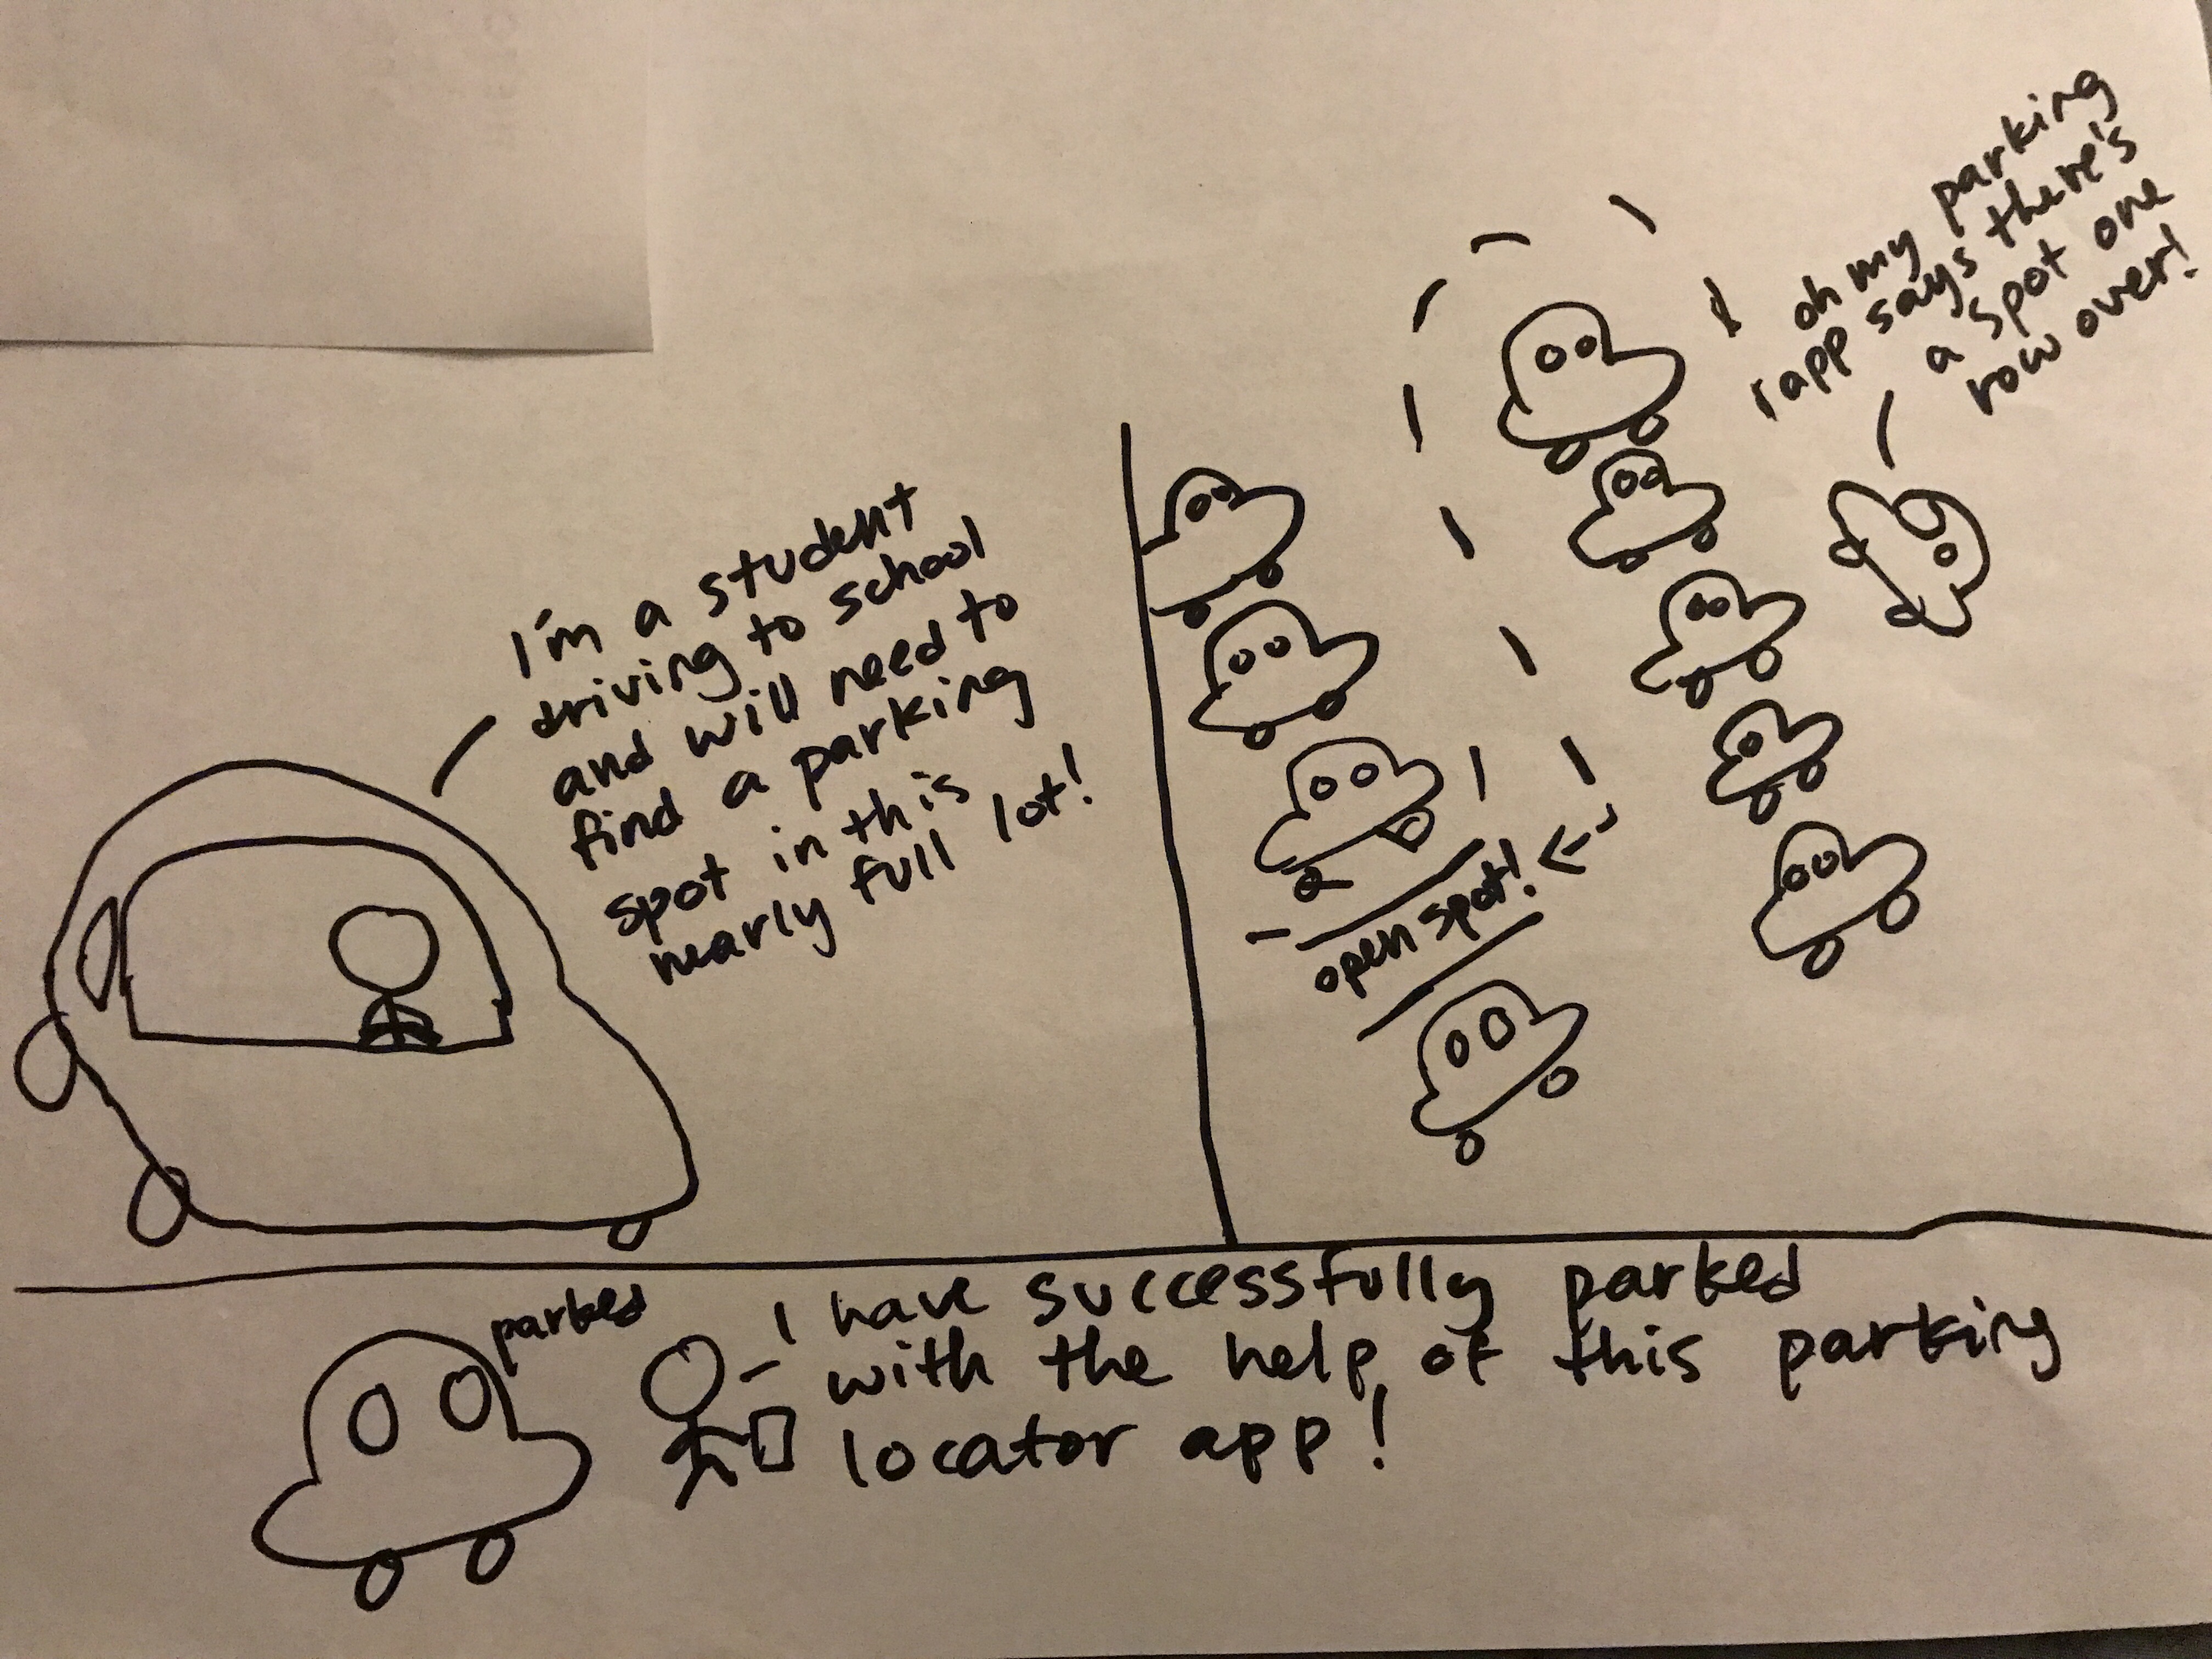 I'm a student
driving to school
and will need to
find a parking
spot in this
nearly full lot!
oh my parking
app says there's
a spot one
row over!
open spot!
parked
I have successfully parked
with the help of this parking
locator app!